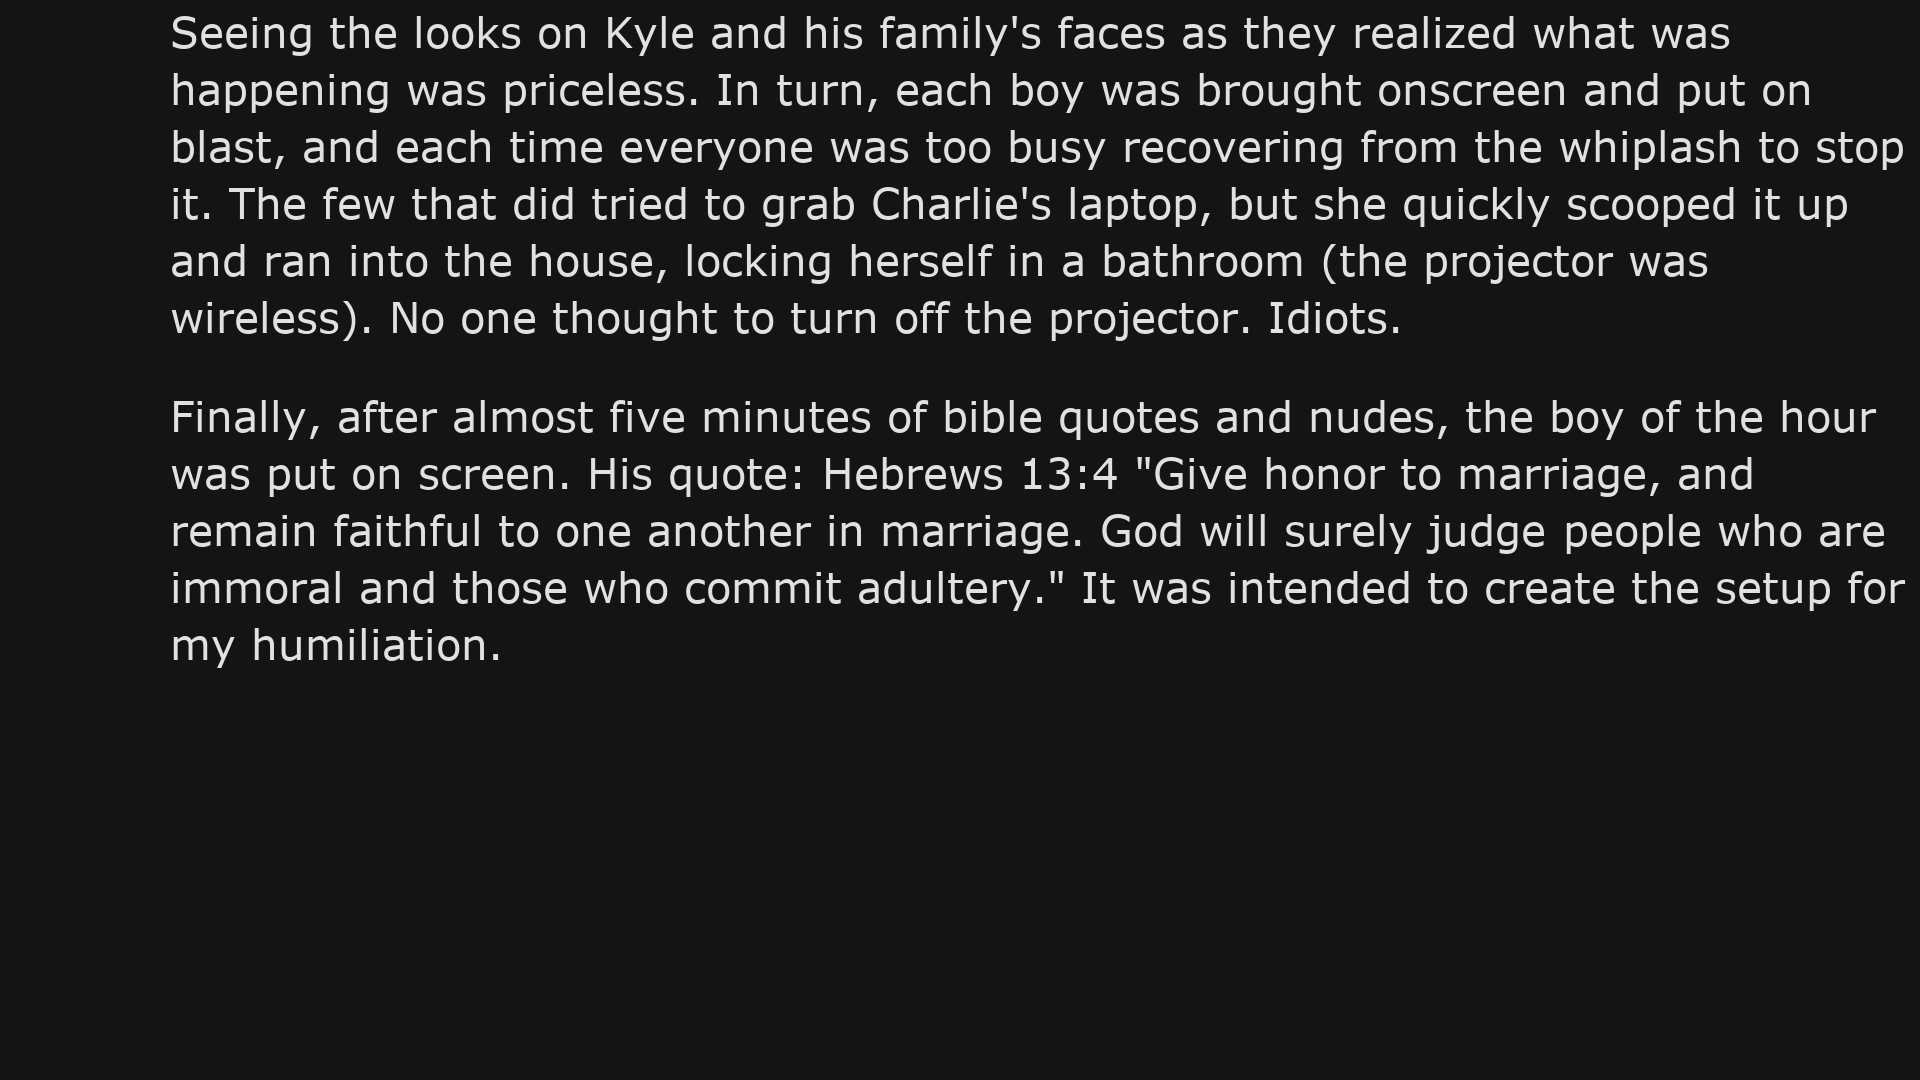 Seeing the looks on Kyle and his family's faces as they realized what was
happening was priceless. In turn, each boy was brought onscreen and put on
blast, and each time everyone was too busy recovering from the whiplash to stop
it. The few that did tried to grab Charlie's laptop, but she quickly scooped it up
and ran into the house, locking herself in a bathroom (the projector was
wireless). No one thought to turn off the projector. Idiots.
Finally, after almost five minutes of bible quotes and nudes, the boy of the hour
was put on screen. His quote: Hebrews 13:4 "Give honor to marriage, and
remain faithful to one another in marriage. God will surely judge people who are
immoral and those who commit adultery." It was intended to create the setup for
my humiliation.